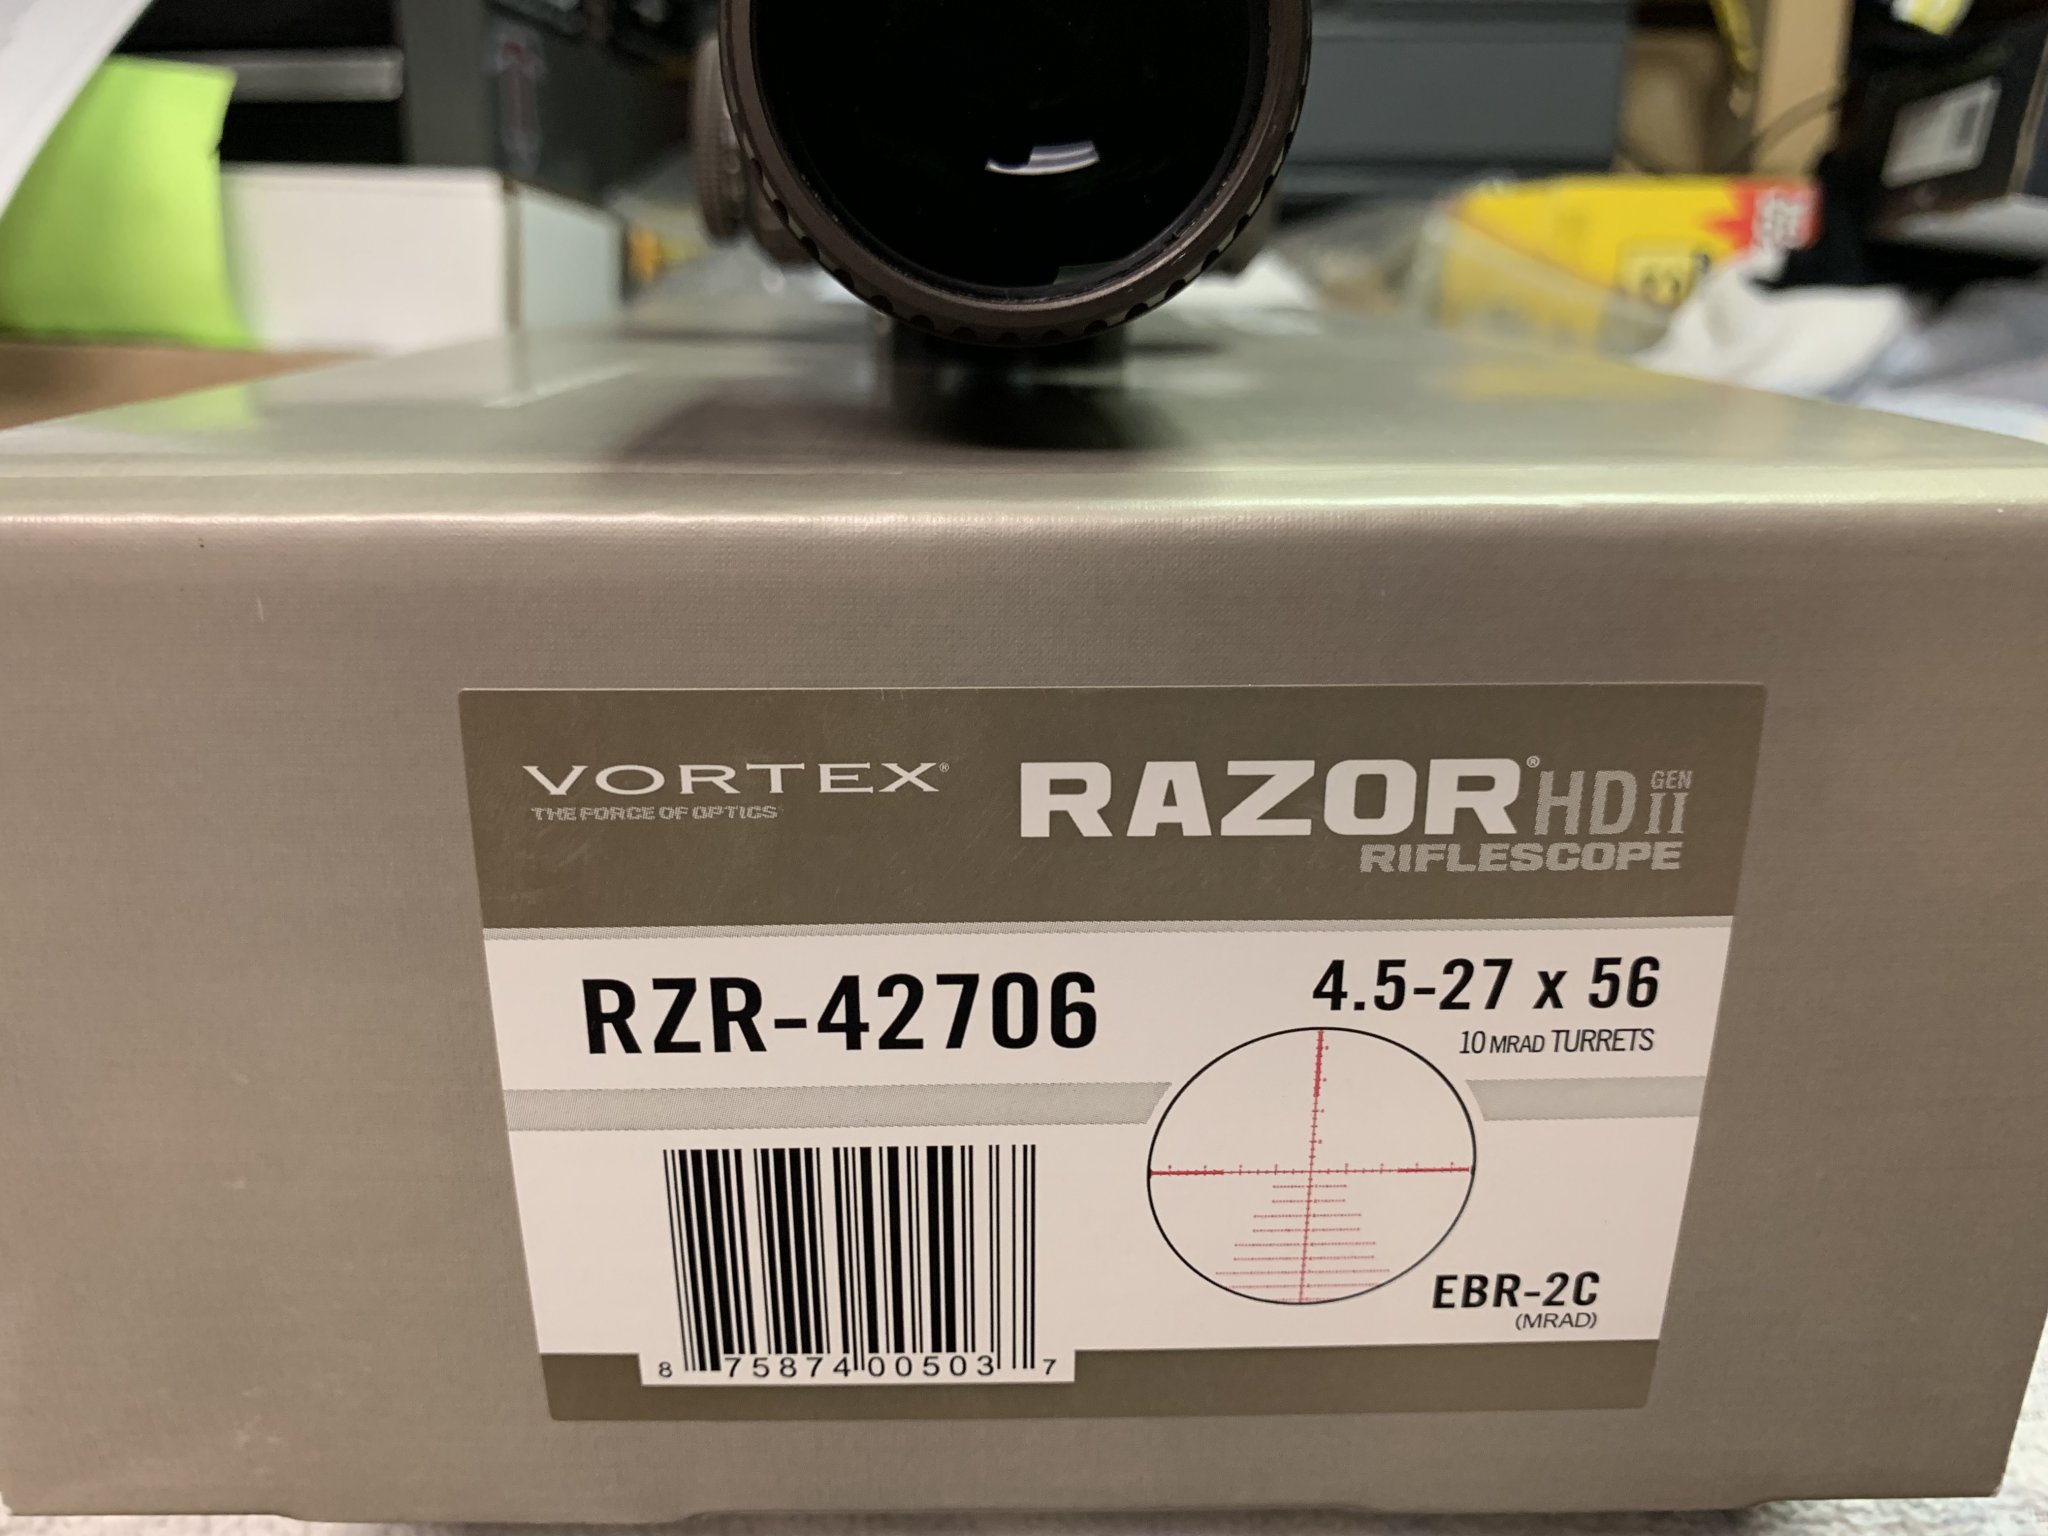 VORTEX®
THE FORCE OF OPTICS
RAZOR® HD GEN II
RIFLESCOPE
RZR-42706
4.5-27 x 56
10 MRAD TURRETS
EBR-2C
(MRAD)
8 75874 00503 7